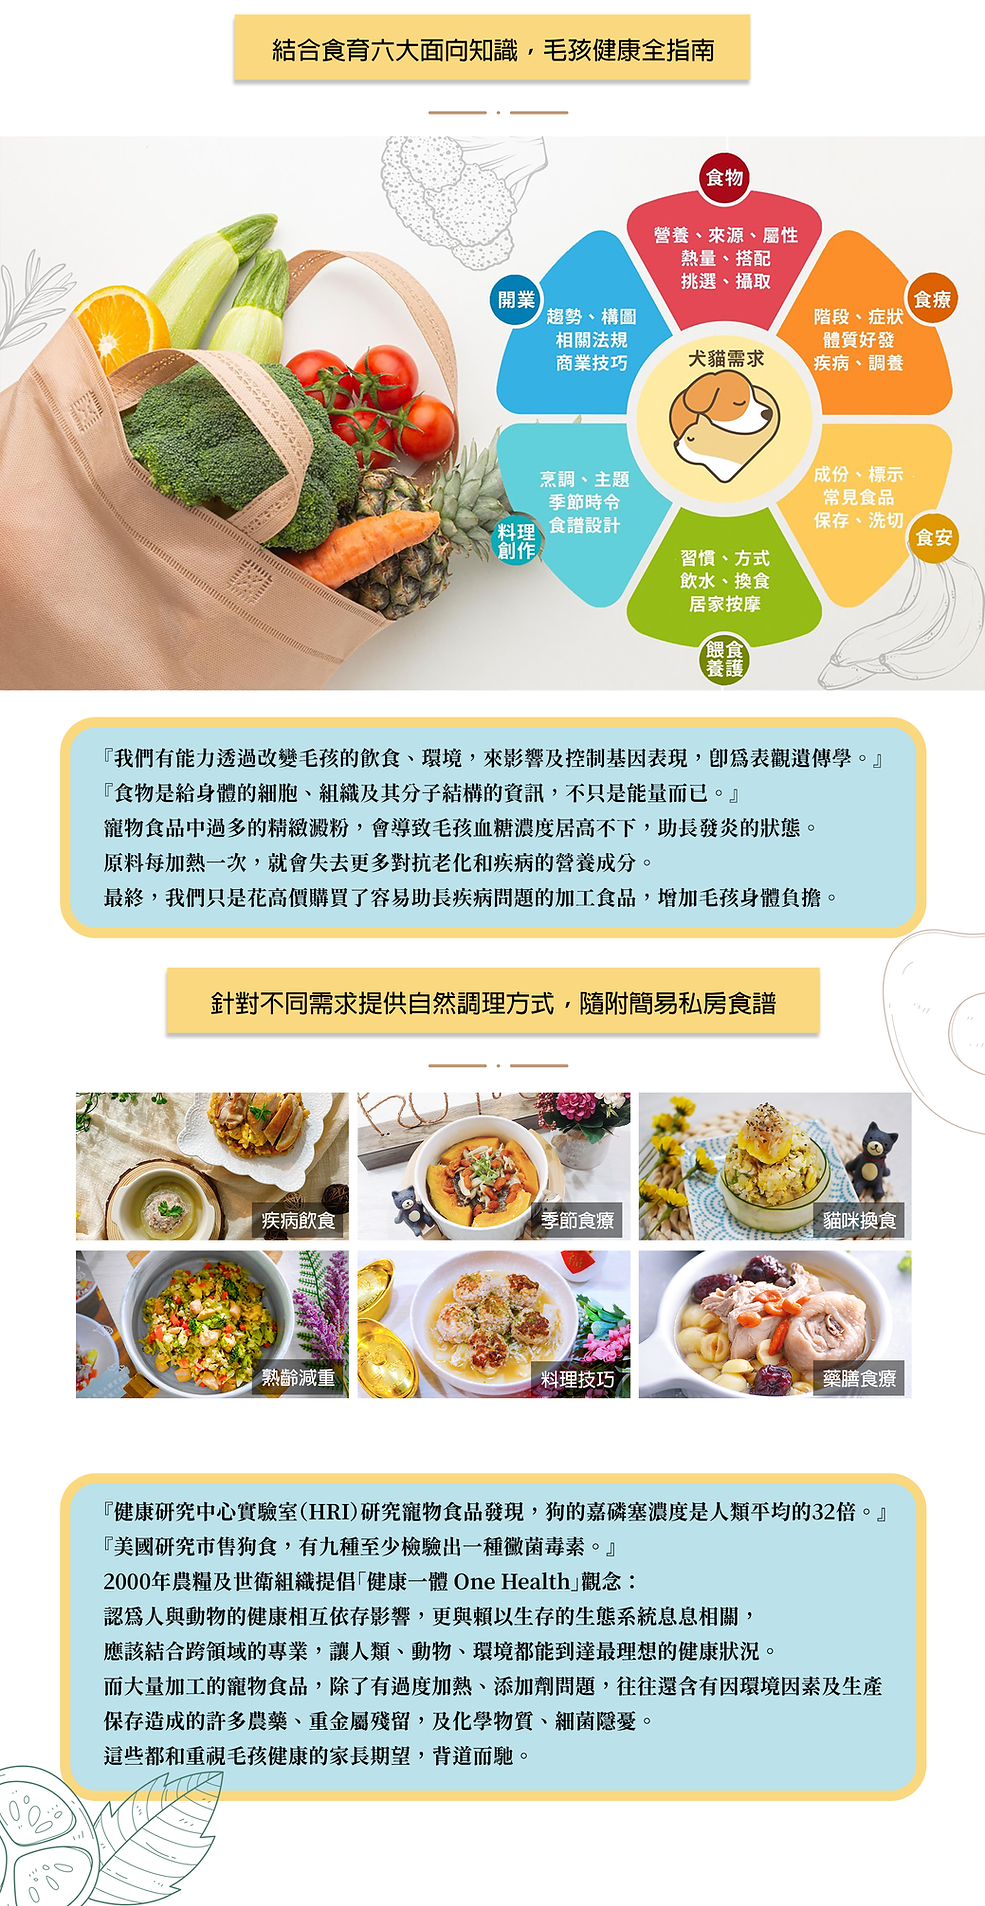 結合食育六大面向知識，毛孩健康全指南
食物
營養、來源、屬性
熱量、搭配
挑選、攝取
開業
趨勢、構圖
相關法規
商業技巧
食療
階段、症狀
體質好發
疾病、調養
犬貓需求
烹調、主題
季節時令
食譜設計
料理
創作
成份、標示
常見食品
保存、洗切
食安
習慣、方式
飲水、換食
居家按摩
餵食
養護
『我們有能力透過改變毛孩的飲食、環境，來影響及控制基因表現，即為表觀遺傳學。』
『食物是給身體的細胞、組織及其分子結構的資訊，不只是能量而已。』
寵物食品中過多的精緻澱粉，會導致毛孩血糖濃度居高不下，助長發炎的狀態。
原料每加熱一次，就會失去更多對抗老化和疾病的營養成分。
最終，我們只是花高價購買了容易助長疾病問題的加工食品，增加毛孩身體負擔。
針對不同需求提供自然調理方式，隨附簡易私房食譜
疾病飲食
季節食療
貓咪換食
熟齡減重
料理技巧
藥膳食療
『健康研究中心實驗室(HRI)研究寵物食品發現，狗的嘉磷塞濃度是人類平均的32倍。』
『美國研究市售狗食，有九種至少檢驗出一種黴菌毒素。』
2000年農糧及世衛組織提倡「健康一體 One Health」觀念：
認為人與動物的健康相互依存影響，更與賴以生存的生態系統息息相關，
應該結合跨領域的專業，讓人類、動物、環境都能到達最理想的健康狀況。
而大量加工的寵物食品，除了有過度加熱、添加劑問題，往往還含有因環境因素及生產
保存造成的許多農藥、重金屬殘留，及化學物質、細菌隱憂。
這些都和重視毛孩健康的家長期望，背道而馳。